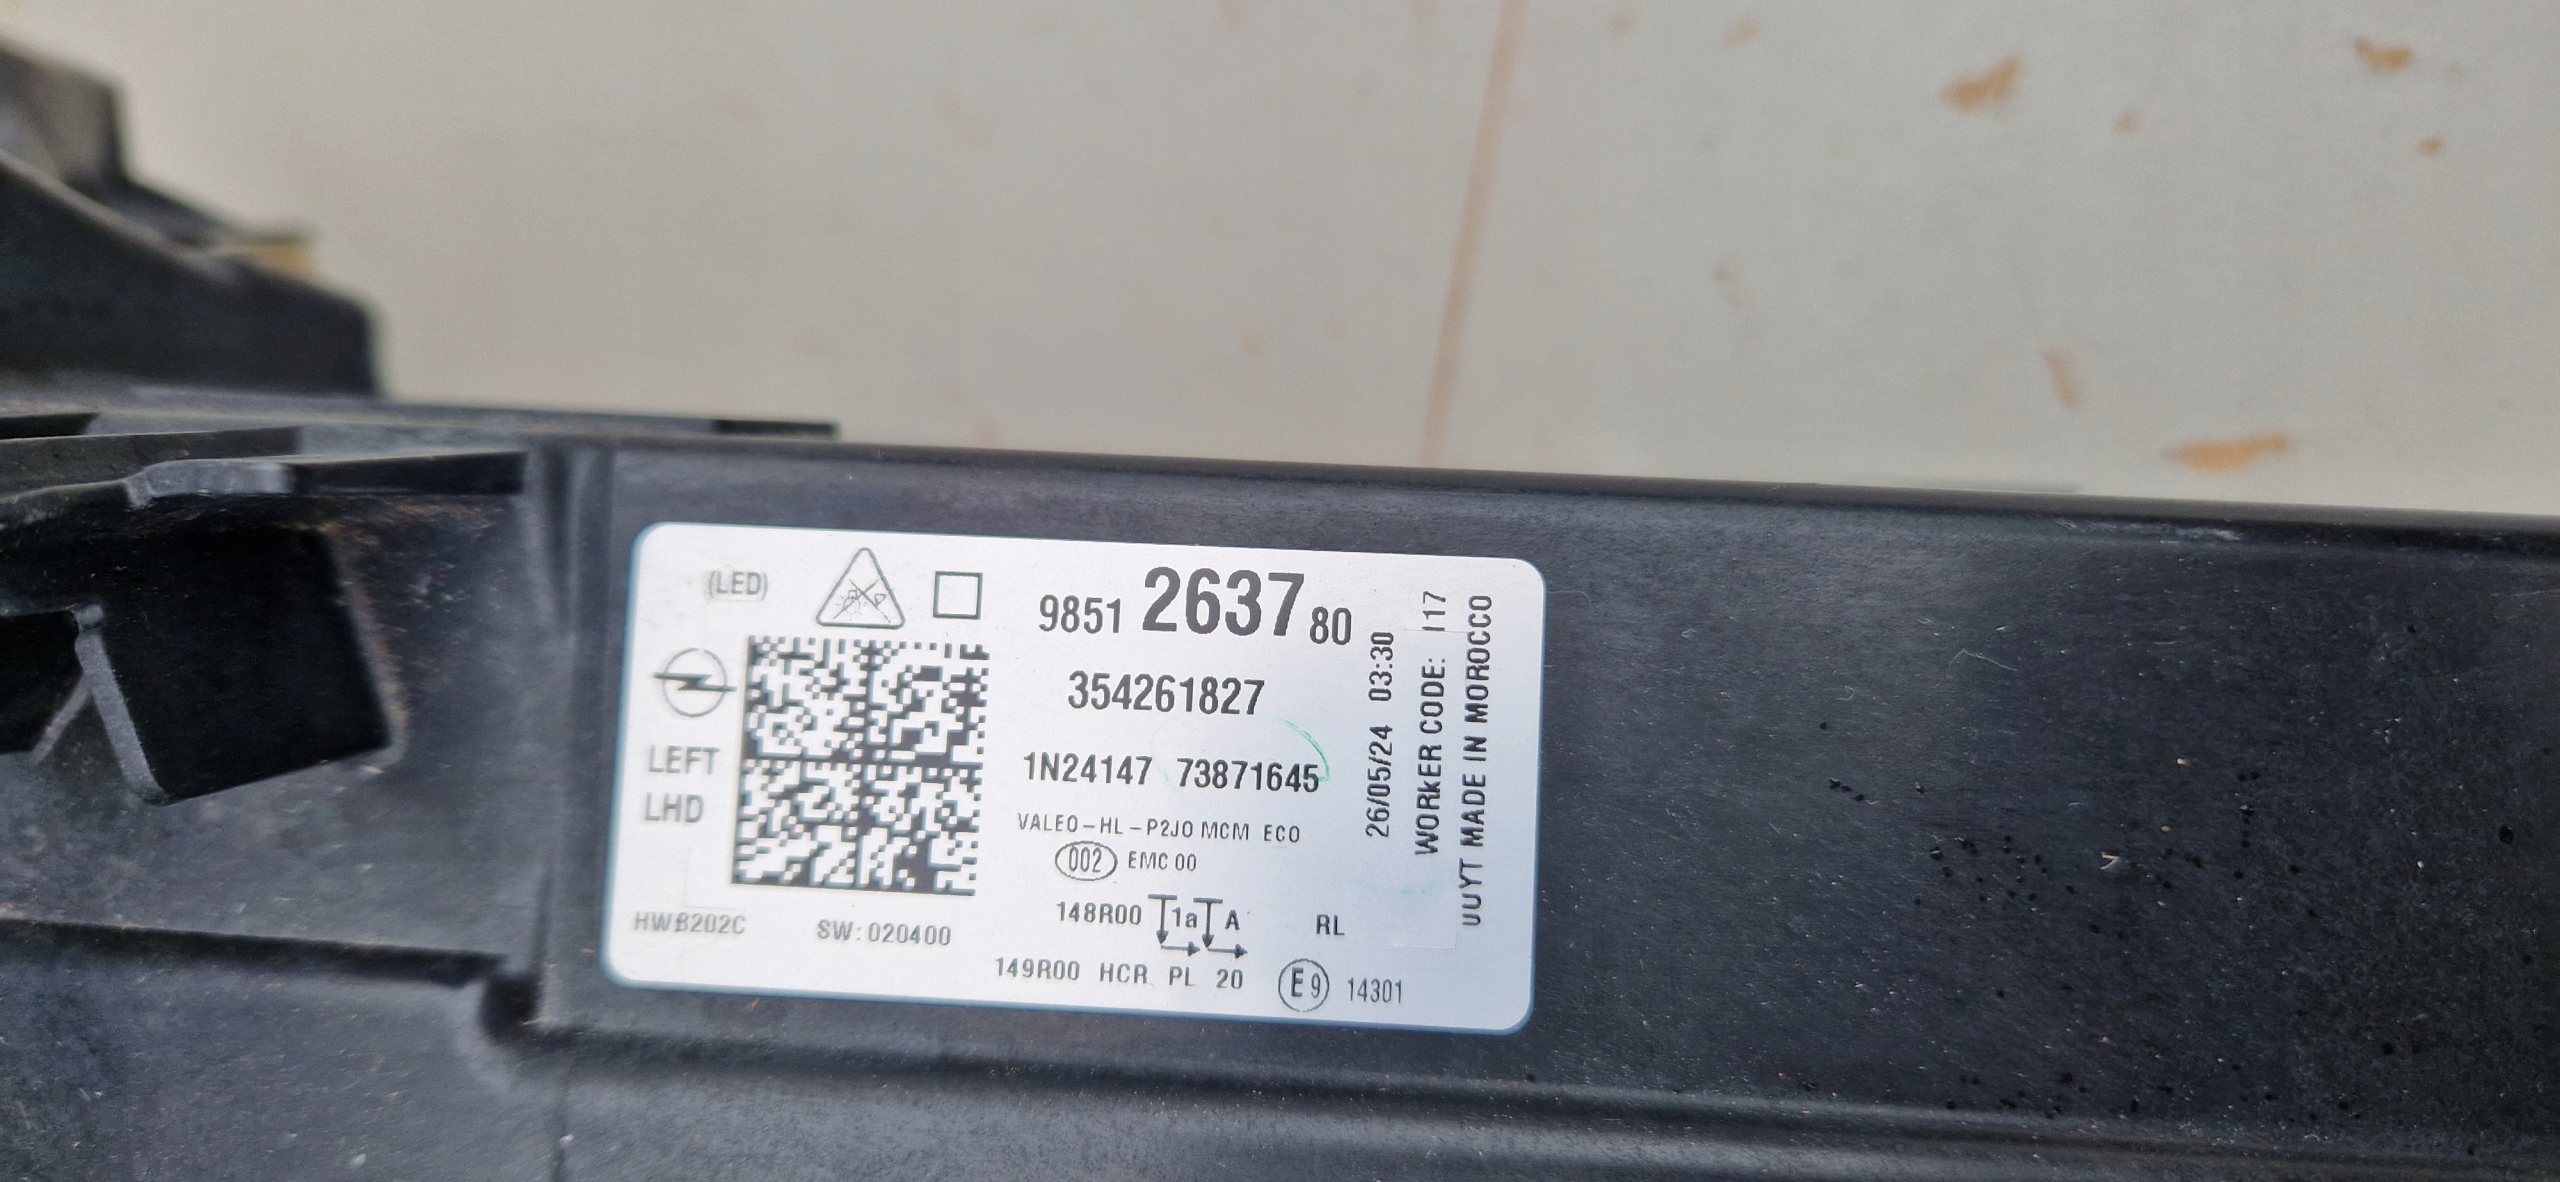 (LED)
9851 2637 80
354261827
LEFT
LHD
1N24147 73871645
VALEO-HL-P2JO MCM ECO
002 EMC 00
148R00 1a A RL
HWB202C SW:020400
149R00 HCR PL 20 E9 14301
26/05/24 03:30
WORkER CODE: I17
UUYT MADE IN MOROCCO